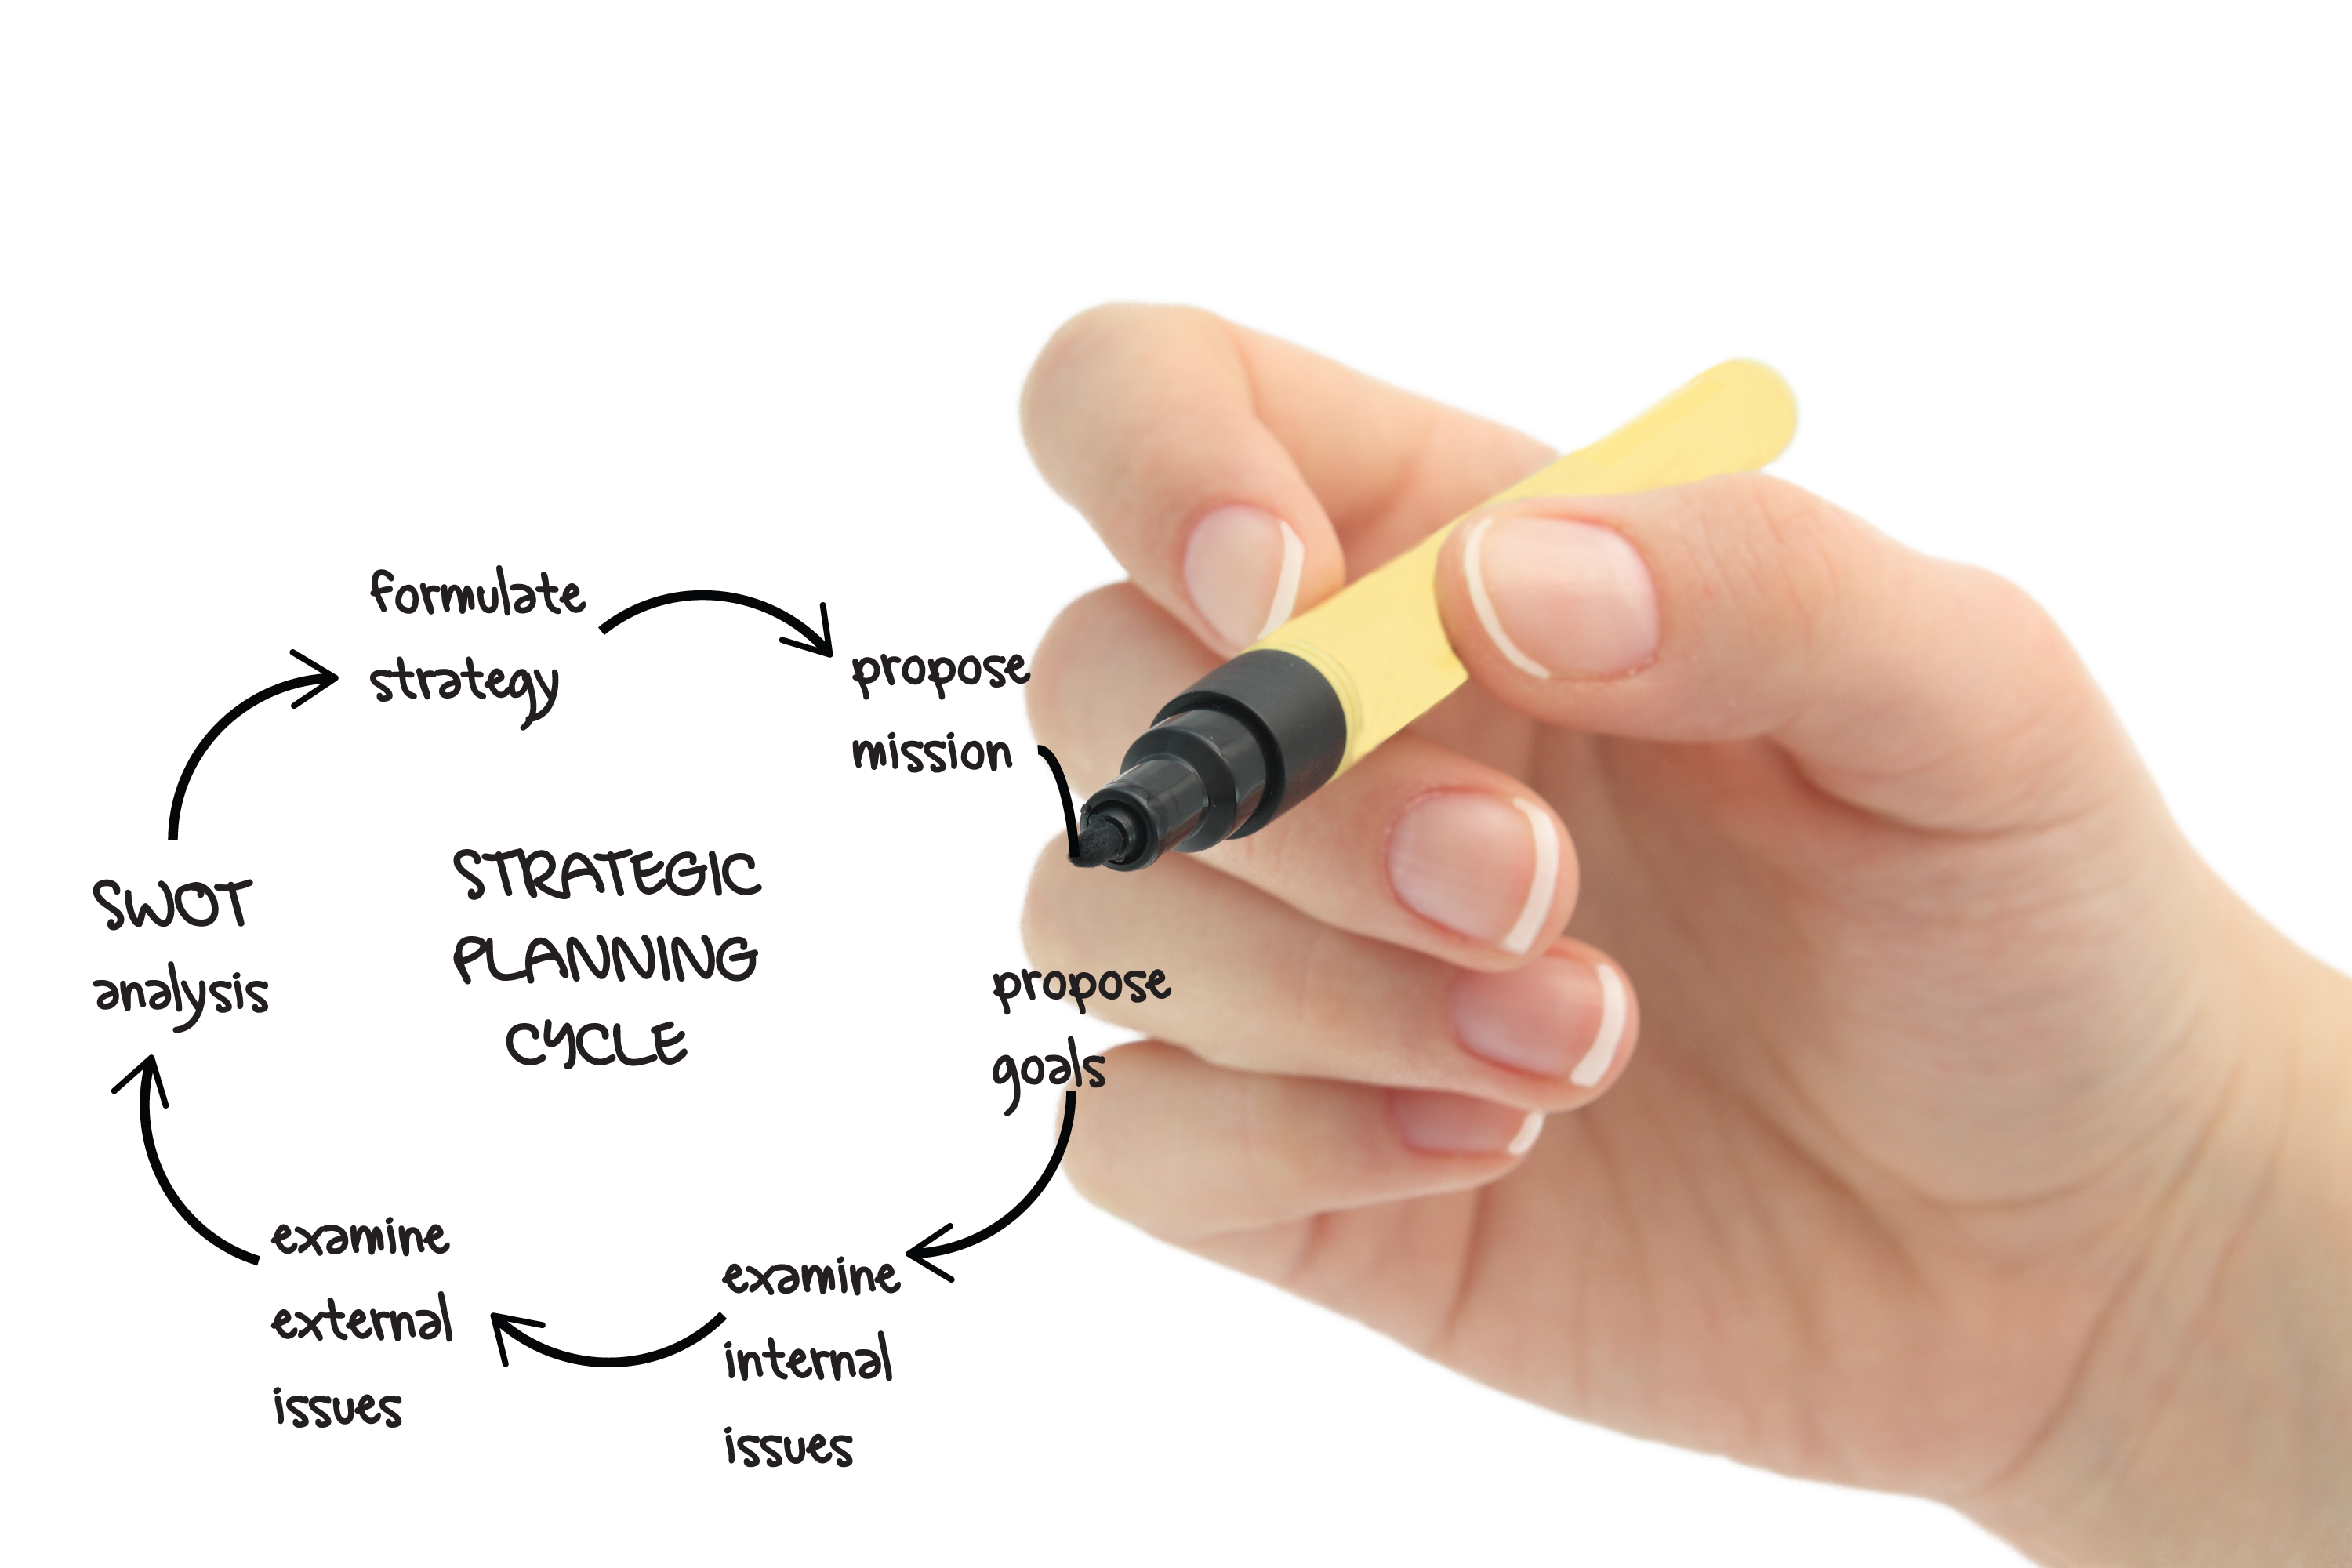 formulate
strategy
propose
mission
SWOT
analysis
STRATEGIC
PLANNING
CYCLE
propose
goals
examine
external
issues
examine
internal
issues